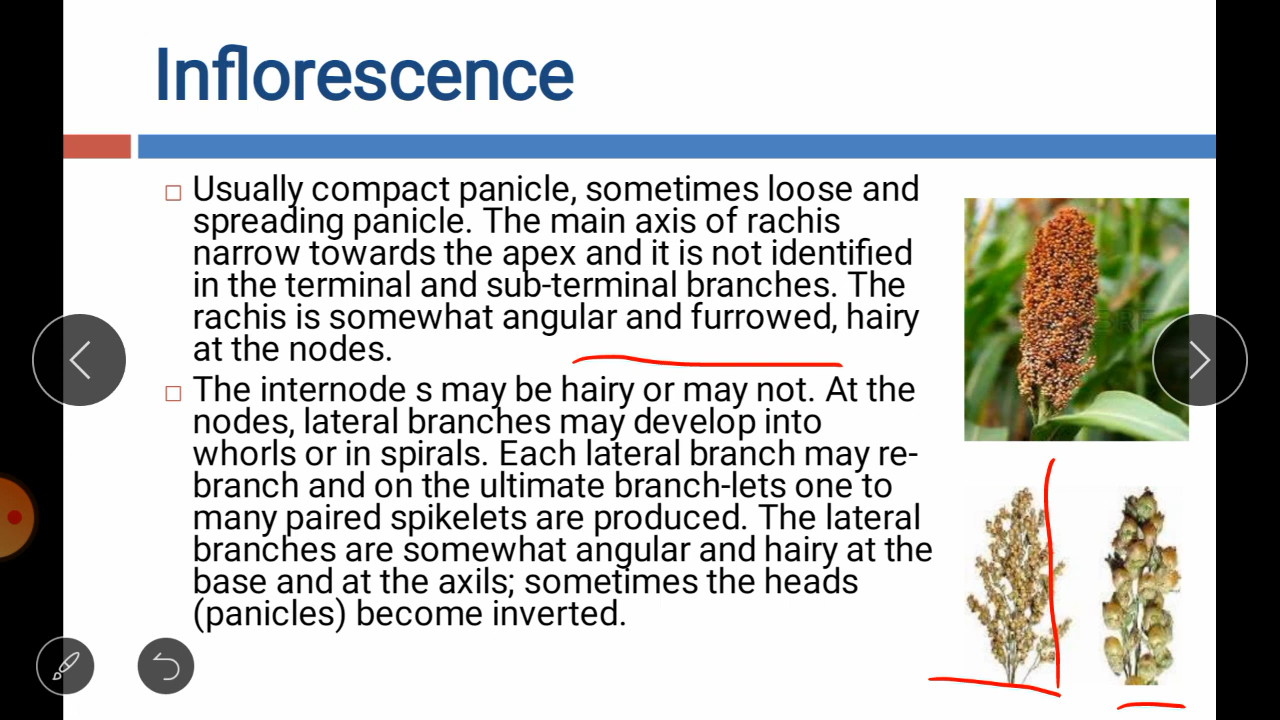 Inflorescence
Usually compact panicle, sometimes loose and
spreading panicle. The main axis of rachis
narrow towards the apex and it is not identified
in the terminal and sub-terminal branches. The
rachis is somewhat angular and furrowed, hairy
at the nodes.
The internode s may be hairy or may not. At the
nodes, lateral branches may develop into
whorls or in spirals. Each lateral branch may re-
branch and on the ultimate branch-lets one to
many paired spikelets are produced. The lateral
branches are somewhat angular and hairy at the
base and at the axils; sometimes the heads
(panicles) become inverted.